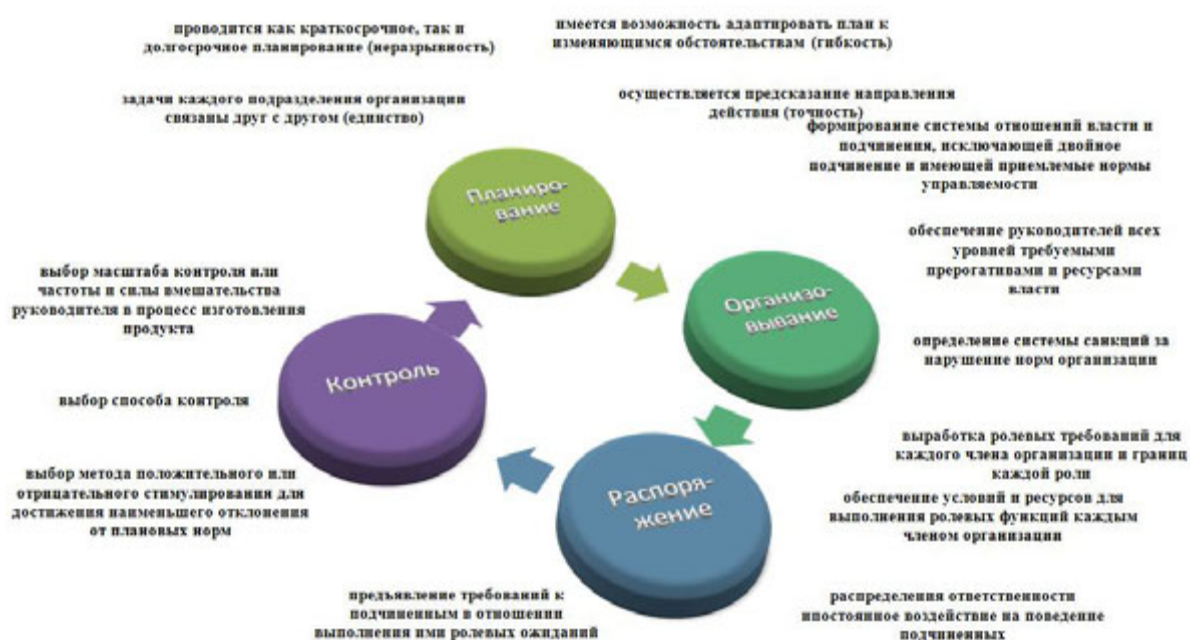 проводится как краткосрочное, так и
долгосрочное планирование (неразрывность)
имеется возможность адаптировать план к
изменяющимся обстоятельствам (гибкость)
задачи каждого подразделения организации
связаны друг с другом (единство)
осуществляется предсказание направления
действия (точность)
формирование системы отношений власти и
подчинения, исключающей двойное
подчинение и имеющей приемлемые нормы
управляемости
Планиро-
вание
обеспечение руководителей всех
уровней требуемыми
прерогативами и ресурсами
власти
Организо-
вывание
определение системы санкций за
нарушение норм организации
выбор масштаба контроля или
частоты и силы вмешательства
руководителя в процесс изготовления
продукта
Контроль
выбор способа контроля
выбор метода положительного или
отрицательного стимулирования для
достижения наименьшего отклонения
от плановых норм
выработка ролевых требований для
каждого члена организации и границ
каждой роли
обеспечение условий и ресурсов для
выполнения ролевых функций каждым
членом организации
Распоря-
жение
предъявление требований к
подчиненным в отношении
выполнения ими ролевых ожиданий
распределения ответственности
ипостоянное воздействие на поведение
подчиненных